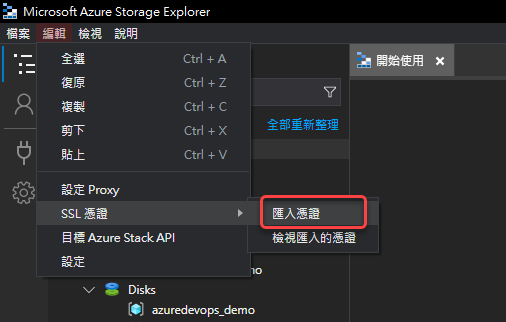 Microsoft Azure Storage Explorer
檔案 編輯 檢視 說明
全選 Ctrl + A
復原 Ctrl + Z
複製 Ctrl + C
剪下 Ctrl + X
貼上 Ctrl + V
設定 Proxy
SSL 憑證
目標 Azure Stack API
設定
開始使用
全部重新整理
匯入憑證
檢視匯入的憑證
mo
Disks
azuredevops_demo